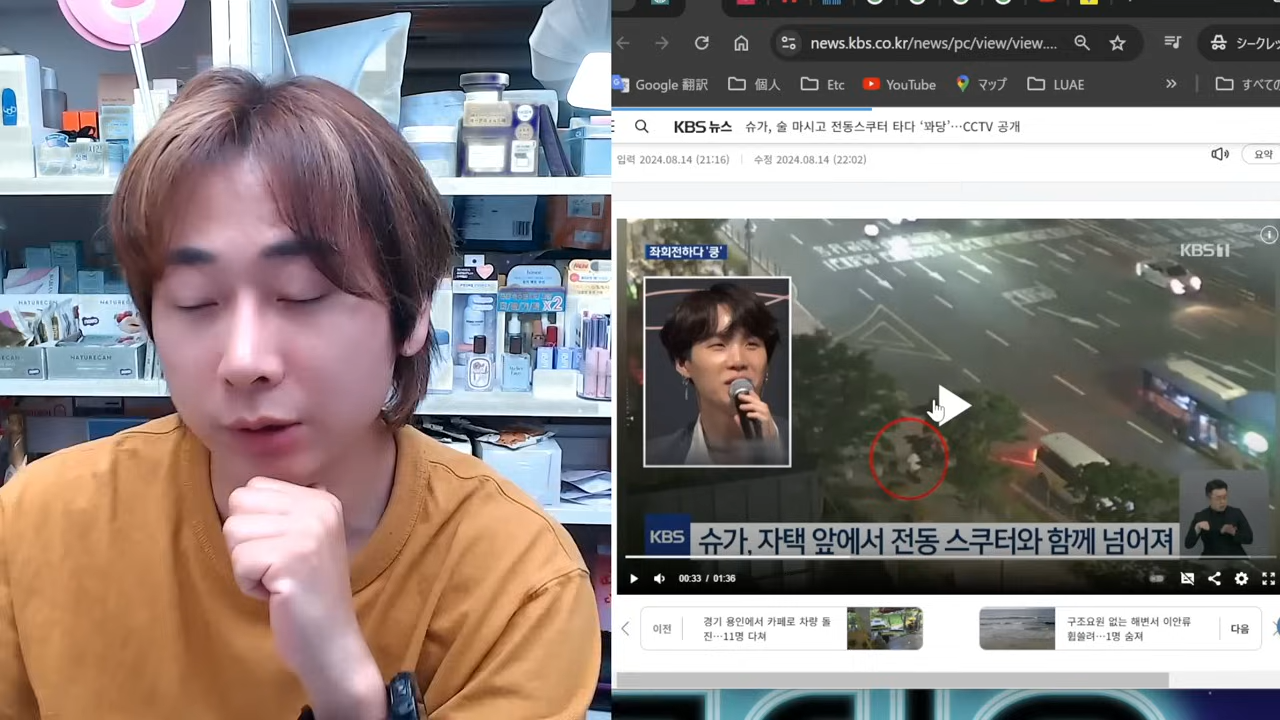 news.kbs.co.kr/news/pc/view/view....
Google 翻訳
個人
Etc
YouTube
マップ
LUAE
»
KBS 뉴스
슈가, 술 마시고 전동스쿠터 타다 ‘꽈당’…CCTV 공개
입력 2024.08.14 (21:16)
수정 2024.08.14 (22:02)
요약
좌회전하다 '쿵'
KBS1
KBS
슈가, 자택 앞에서 전동 스쿠터와 함께 넘어져
00:33 / 01:36
이전
경기 용인에서 카페로 차량 돌
진…11명 다쳐
구조요원 없는 해변서 이안류
휩쓸려…1명 숨져
다음
NATURECAN
NATURECAN
x2